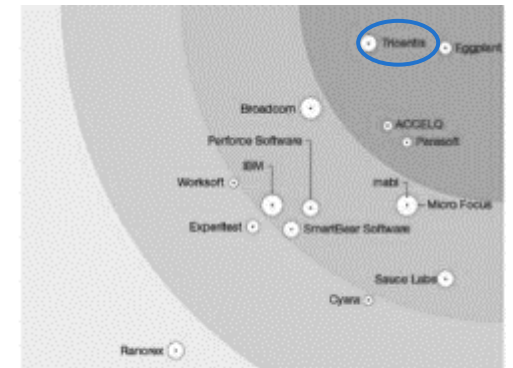 Tricentis
Eggplant
Broadcom
ACCELQ
Perforce Software
Parasoft
IBM
Worksoft
mabl
Micro Focus
Experitest
SmartBear Software
Sauce Labs
Cyara
Ranorex